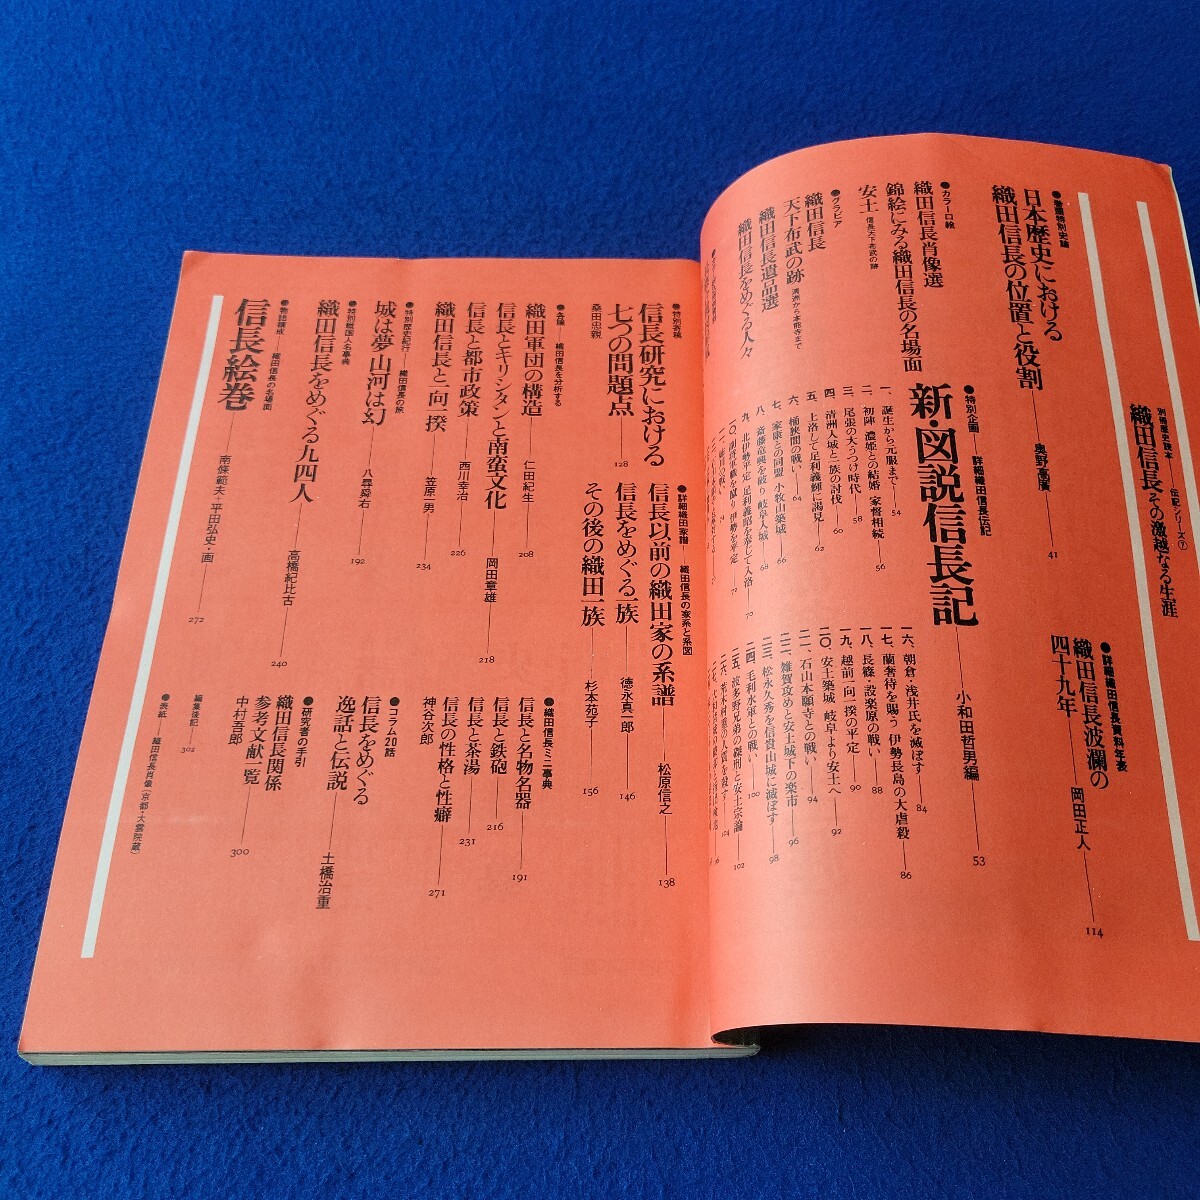 別冊歴史読本――伝記シリーズ⑦
織田信長その激越なる生涯
●巻頭特別史論
日本歴史における
織田信長の位置と役割――奥野高廣――41
●詳細織田信長資料年表
織田信長波瀾の
四十九年――岡田正人――114
●カラー口絵
織田信長肖像選
錦絵にみる織田信長の名場面
安土 信長天下布武の跡
●グラビア
織田信長
天下布武の跡 清洲から本能寺まで
織田信長遺品選
織田信長をめぐる人々
●特別企画――詳細織田信長伝記
新・図説信長記――小和田哲男編――53
一、誕生から元服まで――54
二、初陣 濃姫との結婚 家督相続――56
三、尾張の大うつけ時代――58
四、清洲入城と一族の討伐――60
五、上洛して足利義輝に謁見――62
六、桶狭間の戦い――64
七、家康との同盟 小牧山築城――66
八、斎藤竜興を破り岐阜入城――68
九、北伊勢平定 足利義昭を奉じて入洛――70
一〇、副将軍職を蹴り伊勢を平定――72
一六、朝倉・浅井氏を滅ぼす――84
一七、蘭奢待を賜う 伊勢長島の大虐殺――86
一八、長篠・設楽原の戦い――88
一九、越前一向一揆の平定――90
二〇、安土築城 岐阜より安土へ――92
二一、石山本願寺との戦い――94
二二、雑賀攻めと安土城下の楽市――96
二三、松永久秀を信貴山城に滅ぼす――98
二四、毛利水軍との戦い――100
二五、波多野兄弟の磔刑と安土宗論――102
二六、荒木村重の人質を殺す――104
●特別寄稿
信長研究における
七つの問題点――128
桑田忠親
●詳細織田家譜――織田信長の家系と系図
信長以前の織田家の系譜――松原信之――138
信長をめぐる一族――徳永真一郎――146
その後の織田一族――杉本苑子――156
●各論――織田信長を分析する
織田軍団の構造――仁田紀生――208
信長とキリシタンと南蛮文化――岡田章雄――218
信長と都市政策――西川幸治――226
織田信長と一向一揆――笠原一男――234
●特別歴史紀行――織田信長の旅
城は夢 山河は幻――八尋舜右――192
●特別戦国人名事典
織田信長をめぐる九四人――高橋紀比古――240
●物語構成――織田信長の名場面
信長絵巻――南條範夫+平田弘史・画――272
●織田信長ミニ事典
信長と名物名器――191
信長と鉄砲――216
信長と茶湯――231
信長の性格と性癖――271
神谷次郎
●コラム20話
信長をめぐる
逸話と伝説――土橋治重
●研究者の手引
織田信長関係
参考文献一覧――300
中村吾郎
編集後記――302
●表紙――織田信長肖像(京都・大雲院蔵)